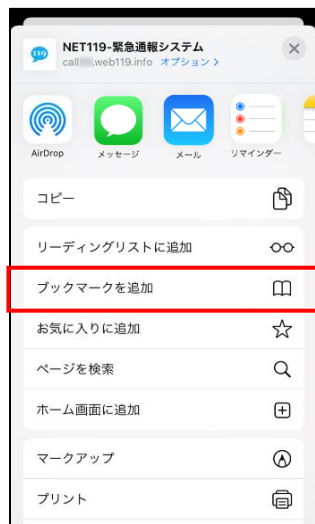 119
NET119-緊急通報システム
call .web119.info オプション >
AirDrop
メッセージ
メール
リマインダー
コピー
リーディングリストに追加
ブックマークを追加
お気に入りに追加
ページを検索
ホーム画面に追加
マークアップ
プリント